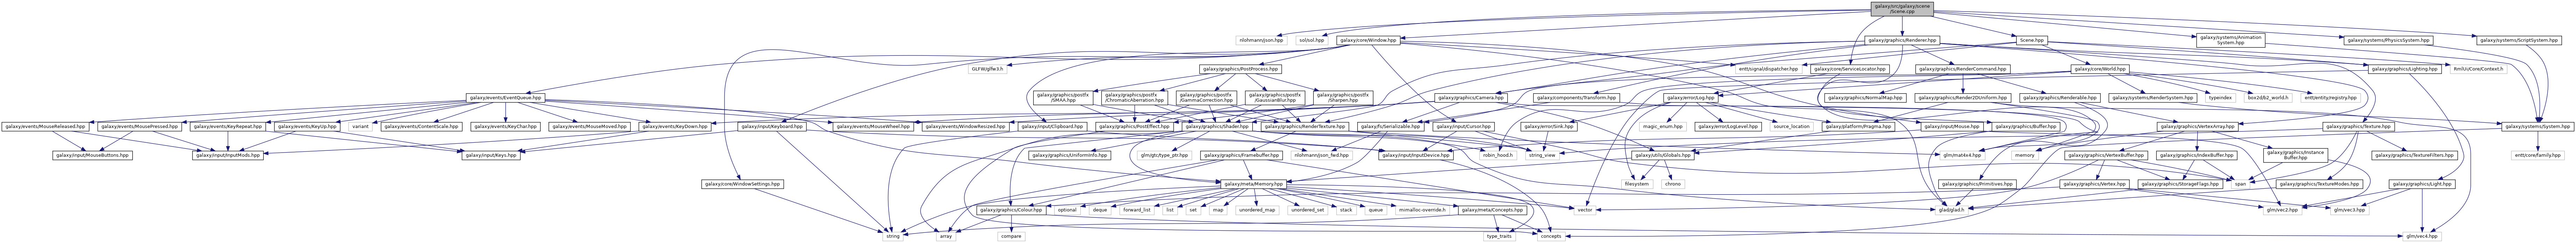 galaxy/src/galaxy/scene
/Scene.cpp
nlohmann/json.hpp
sol/sol.hpp
galaxy/core/Window.hpp
galaxy/graphics/Renderer.hpp
Scene.hpp
galaxy/systems/Animation
System.hpp
galaxy/systems/PhysicsSystem.hpp
galaxy/systems/ScriptSystem.hpp
GLFW/glfw3.h
galaxy/graphics/PostProcess.hpp
entt/signal/dispatcher.hpp
galaxy/core/ServiceLocator.hpp
galaxy/graphics/RenderCommand.hpp
galaxy/core/World.hpp
galaxy/graphics/Lighting.hpp
RmlUi/Core/Context.h
galaxy/events/EventQueue.hpp
galaxy/graphics/postfx
/SMAA.hpp
galaxy/graphics/postfx
/ChromaticAberration.hpp
galaxy/graphics/postfx
/GammaCorrection.hpp
galaxy/graphics/postfx
/GaussianBlur.hpp
galaxy/graphics/postfx
/Sharpen.hpp
galaxy/graphics/Camera.hpp
galaxy/components/Transform.hpp
galaxy/error/Log.hpp
galaxy/graphics/NormalMap.hpp
galaxy/graphics/Render2DUniform.hpp
galaxy/graphics/Renderable.hpp
galaxy/systems/RenderSystem.hpp
typeindex
box2d/b2_world.h
entt/entity/registry.hpp
galaxy/events/MouseReleased.hpp
galaxy/events/MousePressed.hpp
galaxy/events/KeyRepeat.hpp
galaxy/events/KeyUp.hpp
variant
galaxy/events/ContentScale.hpp
galaxy/events/KeyChar.hpp
galaxy/events/MouseMoved.hpp
galaxy/events/KeyDown.hpp
galaxy/input/Keyboard.hpp
galaxy/events/MouseWheel.hpp
galaxy/events/WindowResized.hpp
galaxy/input/Clipboard.hpp
galaxy/graphics/PostEffect.hpp
galaxy/graphics/Shader.hpp
galaxy/graphics/RenderTexture.hpp
galaxy/fs/Serializable.hpp
galaxy/input/Cursor.hpp
galaxy/error/Sink.hpp
magic_enum.hpp
galaxy/error/LogLevel.hpp
source_location
galaxy/platform/Pragma.hpp
galaxy/input/Mouse.hpp
galaxy/graphics/Buffer.hpp
galaxy/graphics/VertexArray.hpp
galaxy/graphics/Texture.hpp
galaxy/systems/System.hpp
galaxy/input/MouseButtons.hpp
galaxy/input/InputMods.hpp
galaxy/input/Keys.hpp
galaxy/graphics/UniformInfo.hpp
glm/gtc/type_ptr.hpp
galaxy/graphics/Framebuffer.hpp
nlohmann/json_fwd.hpp
galaxy/input/InputDevice.hpp
robin_hood.h
string_view
galaxy/utils/Globals.hpp
glm/mat4x4.hpp
memory
galaxy/graphics/VertexBuffer.hpp
galaxy/graphics/IndexBuffer.hpp
galaxy/graphics/Instance
Buffer.hpp
galaxy/graphics/TextureFilters.hpp
entt/core/family.hpp
galaxy/core/WindowSettings.hpp
galaxy/meta/Memory.hpp
filesystem
chrono
galaxy/graphics/Primitives.hpp
galaxy/graphics/Vertex.hpp
galaxy/graphics/StorageFlags.hpp
span
galaxy/graphics/TextureModes.hpp
galaxy/graphics/Light.hpp
galaxy/graphics/Colour.hpp
optional
deque
forward_list
list
set
map
unordered_map
unordered_set
stack
queue
mimalloc-override.h
galaxy/meta/Concepts.hpp
vector
glad/glad.h
glm/vec2.hpp
glm/vec3.hpp
string
array
compare
type_traits
concepts
glm/vec4.hpp